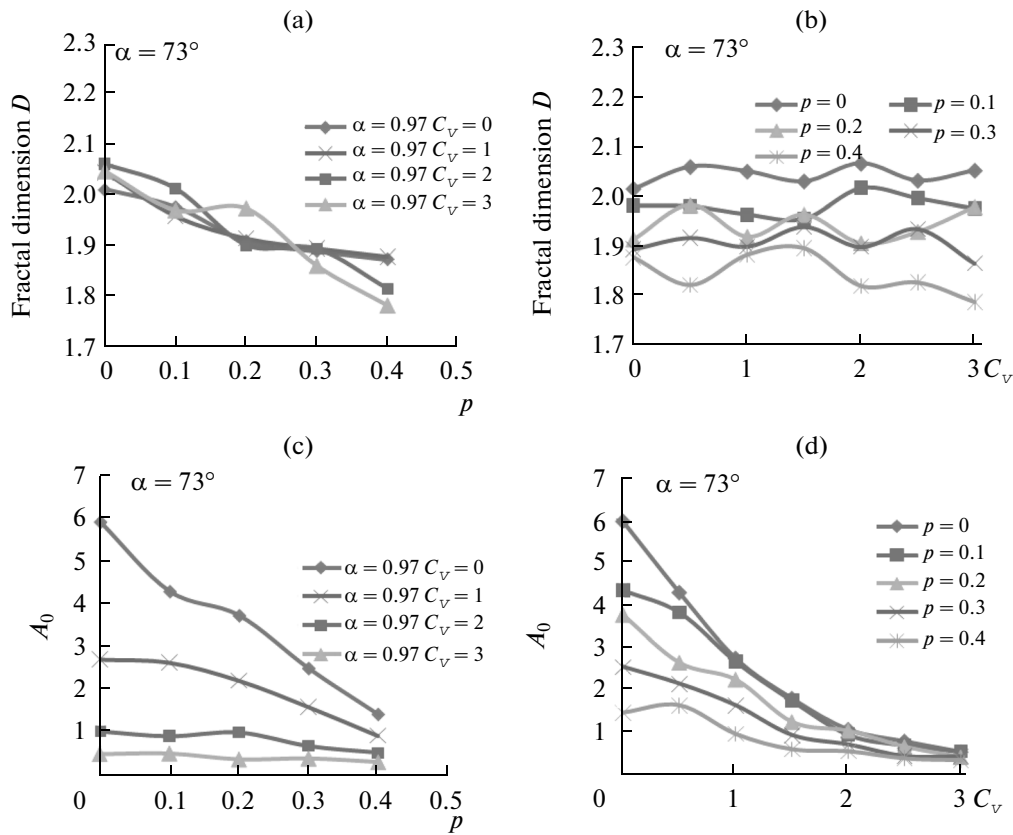 (a)
α = 73°
Fractal dimension D
2.3
2.2
2.1
2.0
1.9
1.8
1.7
0 0.1 0.2 0.3 0.4 0.5
p
α = 0.97 C_V = 0
α = 0.97 C_V = 1
α = 0.97 C_V = 2
α = 0.97 C_V = 3
(b)
α = 73°
Fractal dimension D
2.3
2.2
2.1
2.0
1.9
1.8
1.7
0 1 2 3 C_V
p = 0 p = 0.1
p = 0.2 p = 0.3
p = 0.4
(c)
α = 73°
A_0
7
6
5
4
3
2
1
0 0.1 0.2 0.3 0.4 0.5
p
α = 0.97 C_V = 0
α = 0.97 C_V = 1
α = 0.97 C_V = 2
α = 0.97 C_V = 3
(d)
α = 73°
A_0
7
6
5
4
3
2
1
0 1 2 3 C_V
p = 0
p = 0.1
p = 0.2
p = 0.3
p = 0.4